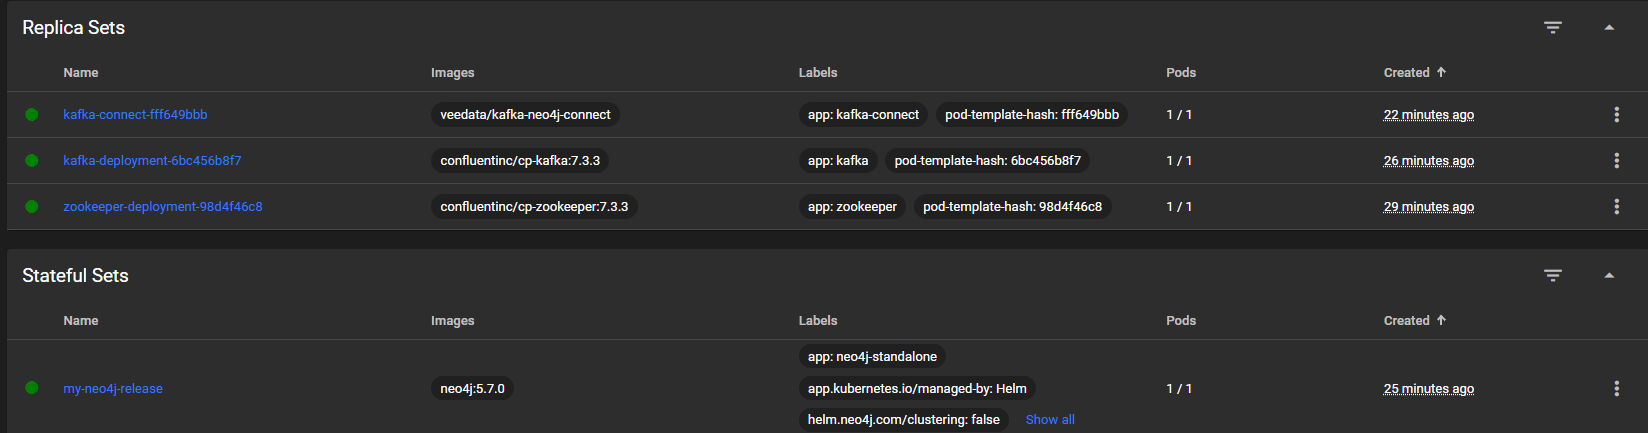 Replica Sets
Name Images Labels Pods Created
kafka-connect-fff649bbb veedata/kafka-neo4j-connect app: kafka-connect pod-template-hash: fff649bbb 1 / 1 22 minutes ago
kafka-deployment-6bc456b8f7 confluentinc/cp-kafka:7.3.3 app: kafka pod-template-hash: 6bc456b8f7 1 / 1 26 minutes ago
zookeeper-deployment-98d4f46c8 confluentinc/cp-zookeeper:7.3.3 app: zookeeper pod-template-hash: 98d4f46c8 1 / 1 29 minutes ago
Stateful Sets
Name Images Labels Pods Created
app: neo4j-standalone
my-neo4j-release neo4j:5.7.0 app.kubernetes.io/managed-by: Helm 1 / 1 25 minutes ago
helm.neo4j.com/clustering: false Show all